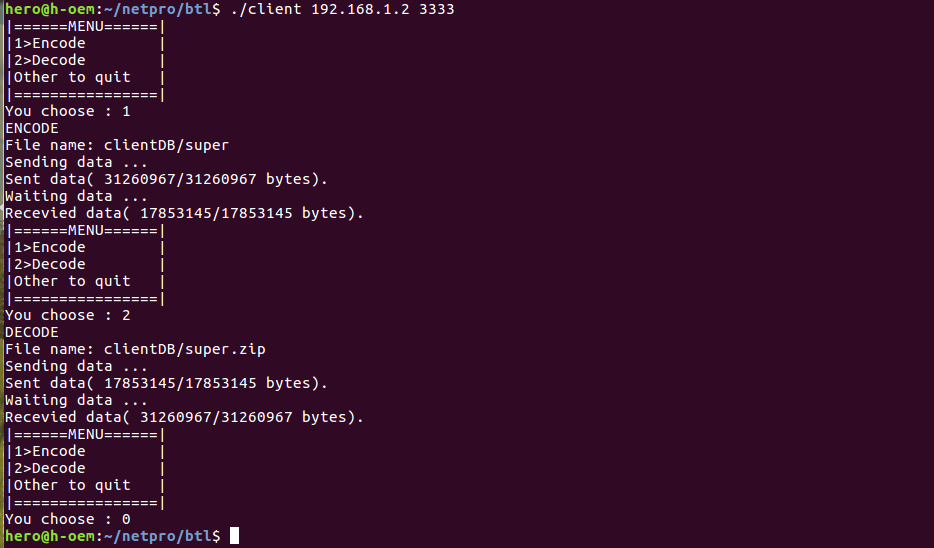 hero@h-oem:~/netpro/btl$ ./client 192.168.1.2 3333
|======MENU======|
|1>Encode        |
|2>Decode        |
|Other to quit   |
|================|
You choose : 1
ENCODE
File name: clientDB/super
Sending data ...
Sent data( 31260967/31260967 bytes).
Waiting data ...
Recevied data( 17853145/17853145 bytes).
|======MENU======|
|1>Encode        |
|2>Decode        |
|Other to quit   |
|================|
You choose : 2
DECODE
File name: clientDB/super.zip
Sending data ...
Sent data( 17853145/17853145 bytes).
Waiting data ...
Recevied data( 31260967/31260967 bytes).
|======MENU======|
|1>Encode        |
|2>Decode        |
|Other to quit   |
|================|
You choose : 0
hero@h-oem:~/netpro/btl$